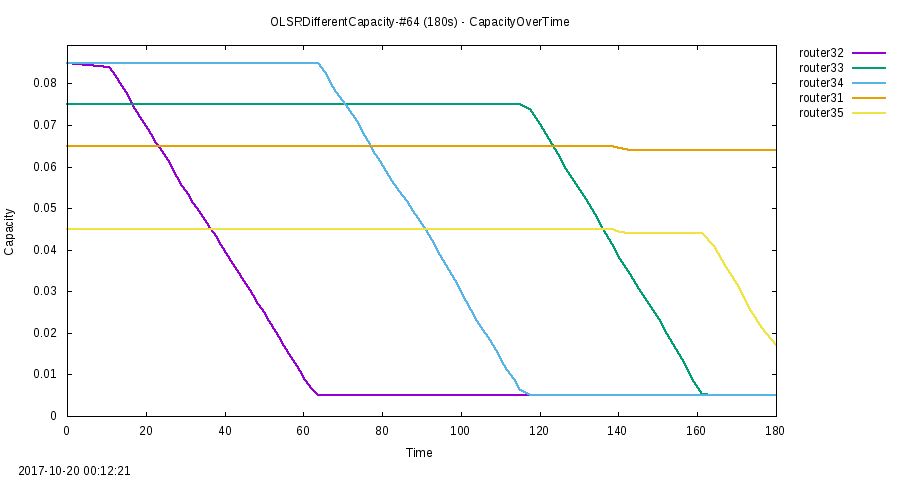 OLSRDifferentCapacity-#64 (180s) - CapacityOverTime
router32
router33
router34
router31
router35
Capacity
0.08
0.07
0.06
0.05
0.04
0.03
0.02
0.01
0
0 20 40 60 80 100 120 140 160 180
Time
2017-10-20 00:12:21